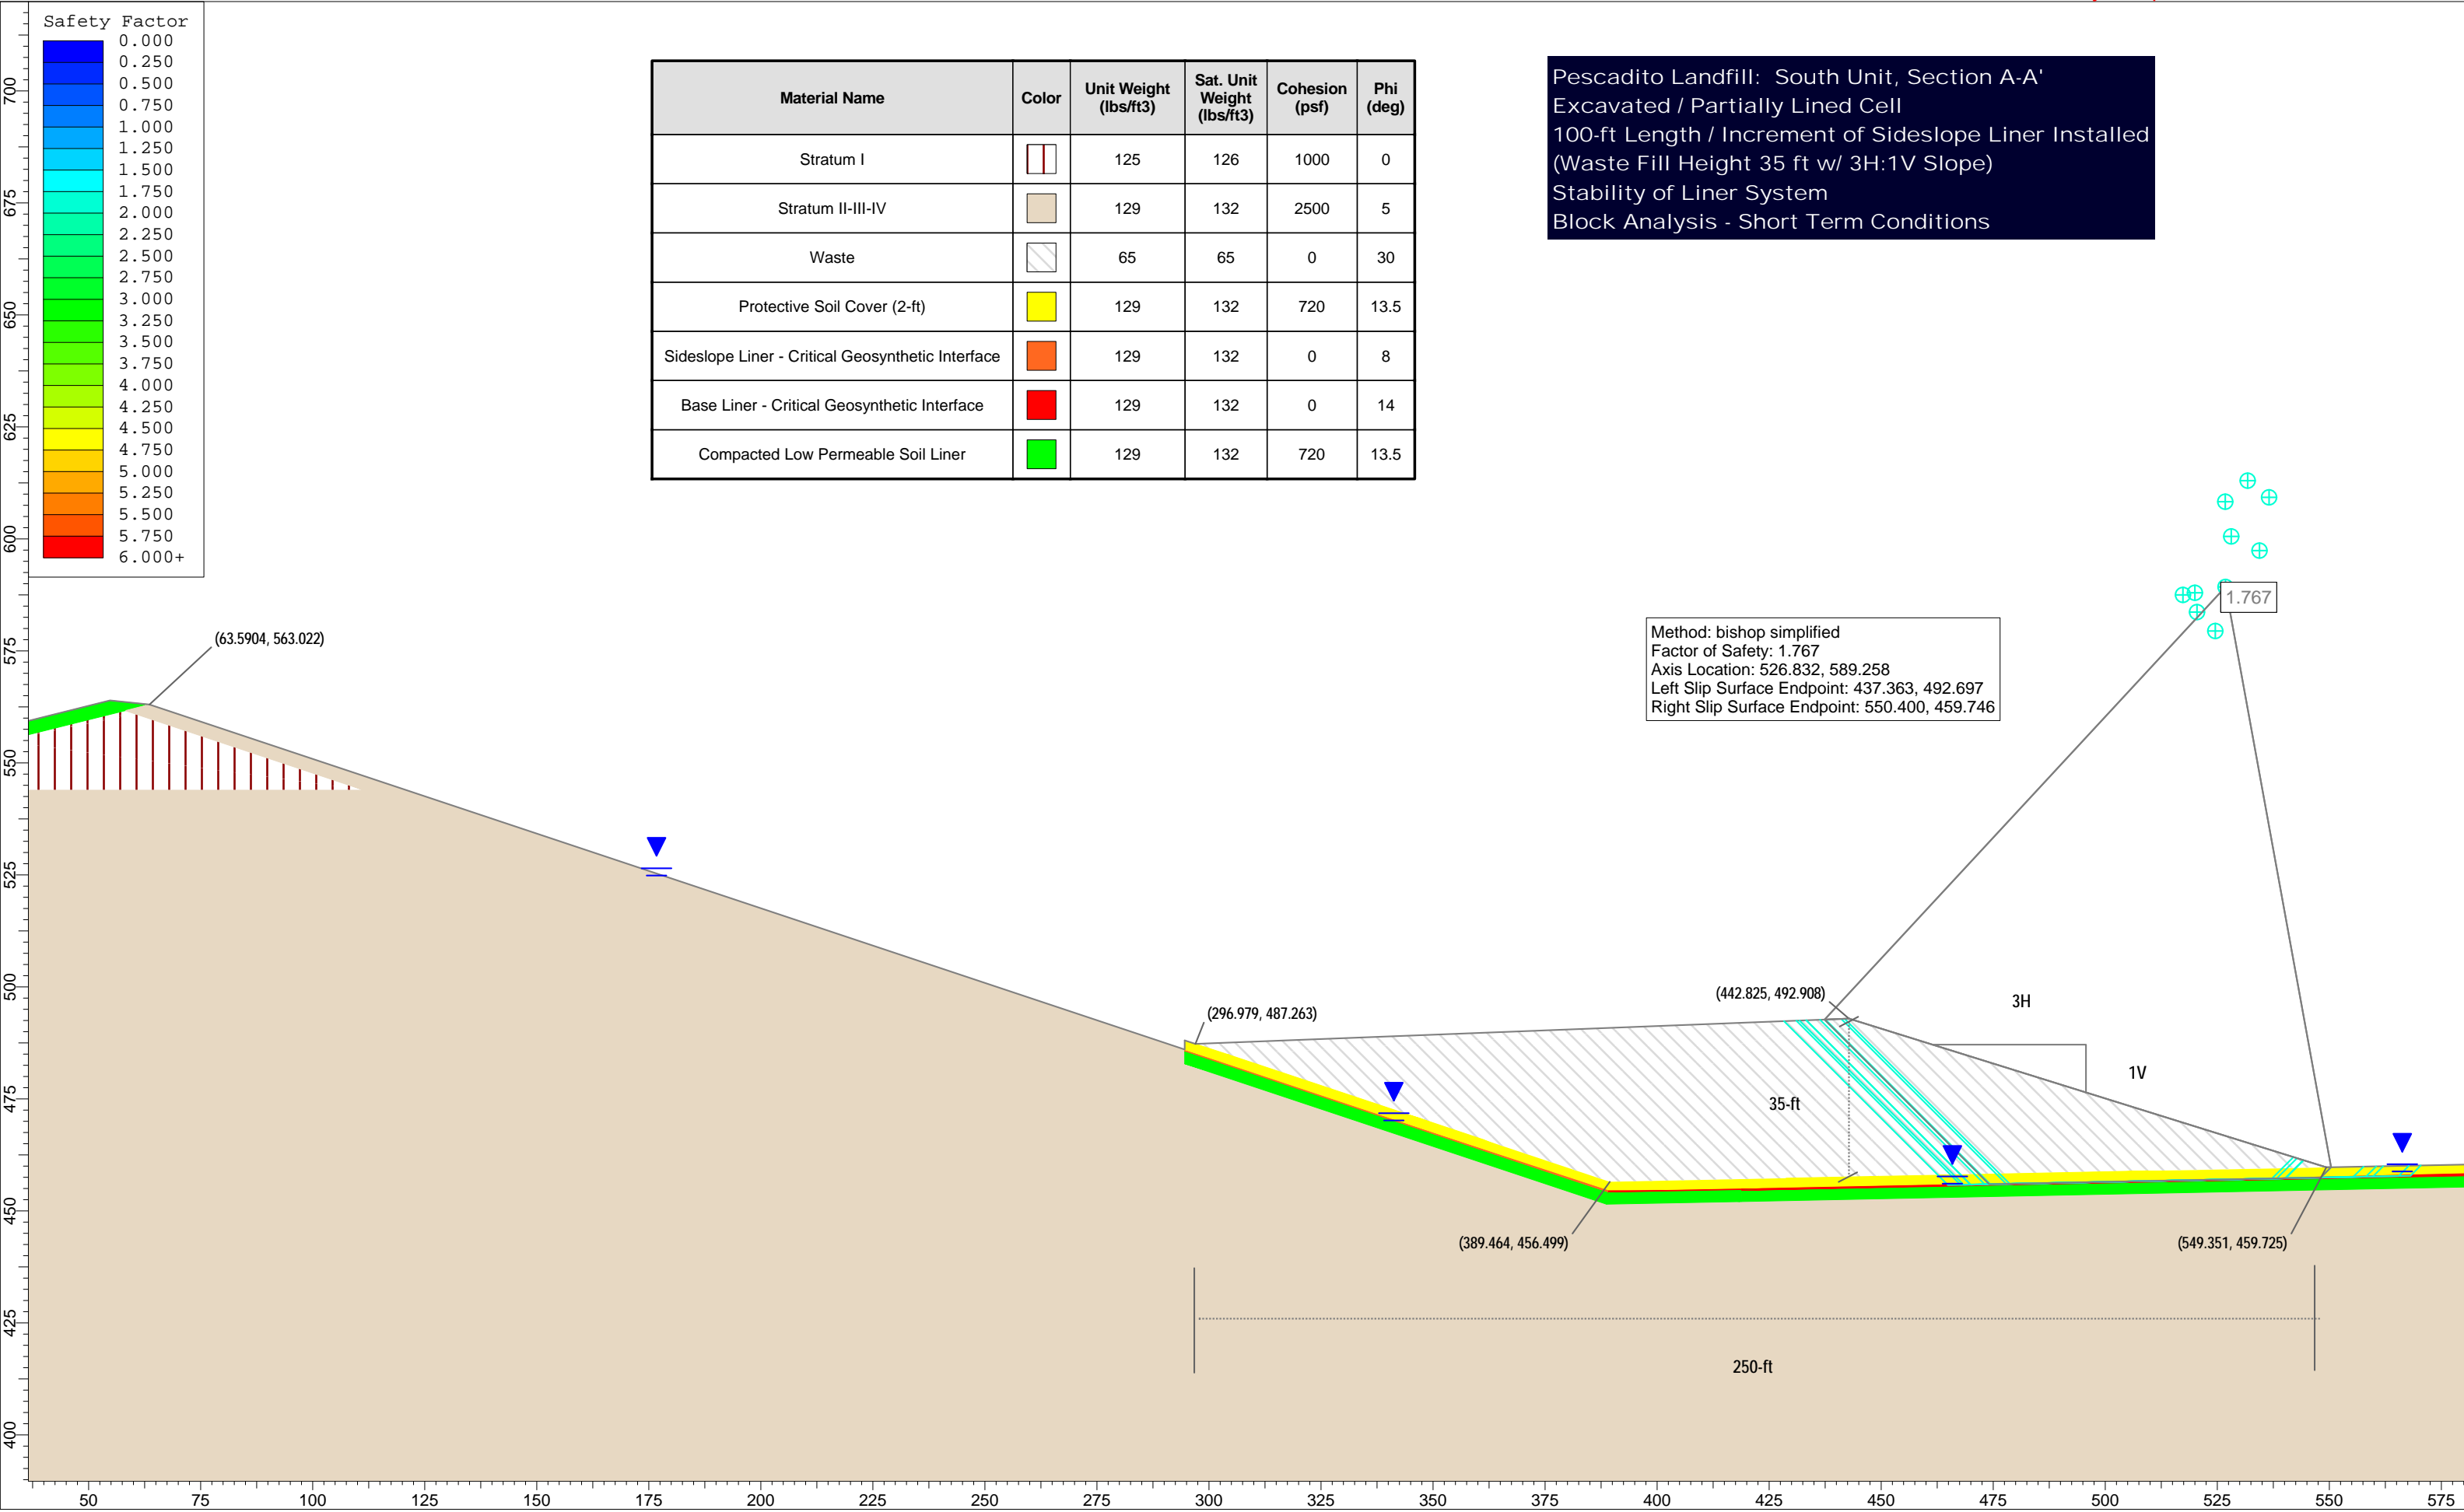 Safety Factor
0.000
0.250
0.500
0.750
1.000
1.250
1.500
1.750
2.000
2.250
2.500
2.750
3.000
3.250
3.500
3.750
4.000
4.250
4.500
4.750
5.000
5.250
5.500
5.750
6.000+
Material Name Color Unit Weight (lbs/ft3) Sat. Unit Weight (lbs/ft3) Cohesion (psf) Phi (deg)
Stratum I 125 126 1000 0
Stratum II-III-IV 129 132 2500 5
Waste 65 65 0 30
Protective Soil Cover (2-ft) 129 132 720 13.5
Sideslope Liner - Critical Geosynthetic Interface 129 132 0 8
Base Liner - Critical Geosynthetic Interface 129 132 0 14
Compacted Low Permeable Soil Liner 129 132 720 13.5
Pescadito Landfill: South Unit, Section A-A'
Excavated / Partially Lined Cell
100-ft Length / Increment of Sideslope Liner Installed
(Waste Fill Height 35 ft w/ 3H:1V Slope)
Stability of Liner System
Block Analysis - Short Term Conditions
1.767
Method: bishop simplified
Factor of Safety: 1.767
Axis Location: 526.832, 589.258
Left Slip Surface Endpoint: 437.363, 492.697
Right Slip Surface Endpoint: 550.400, 459.746
(63.5904, 563.022)
(296.979, 487.263)
(442.825, 492.908)
3H
1V
35-ft
(389.464, 456.499)
(549.351, 459.725)
250-ft
700
675
650
625
600
575
550
525
500
475
450
425
400
50 75 100 125 150 175 200 225 250 275 300 325 350 375 400 425 450 475 500 525 550 575